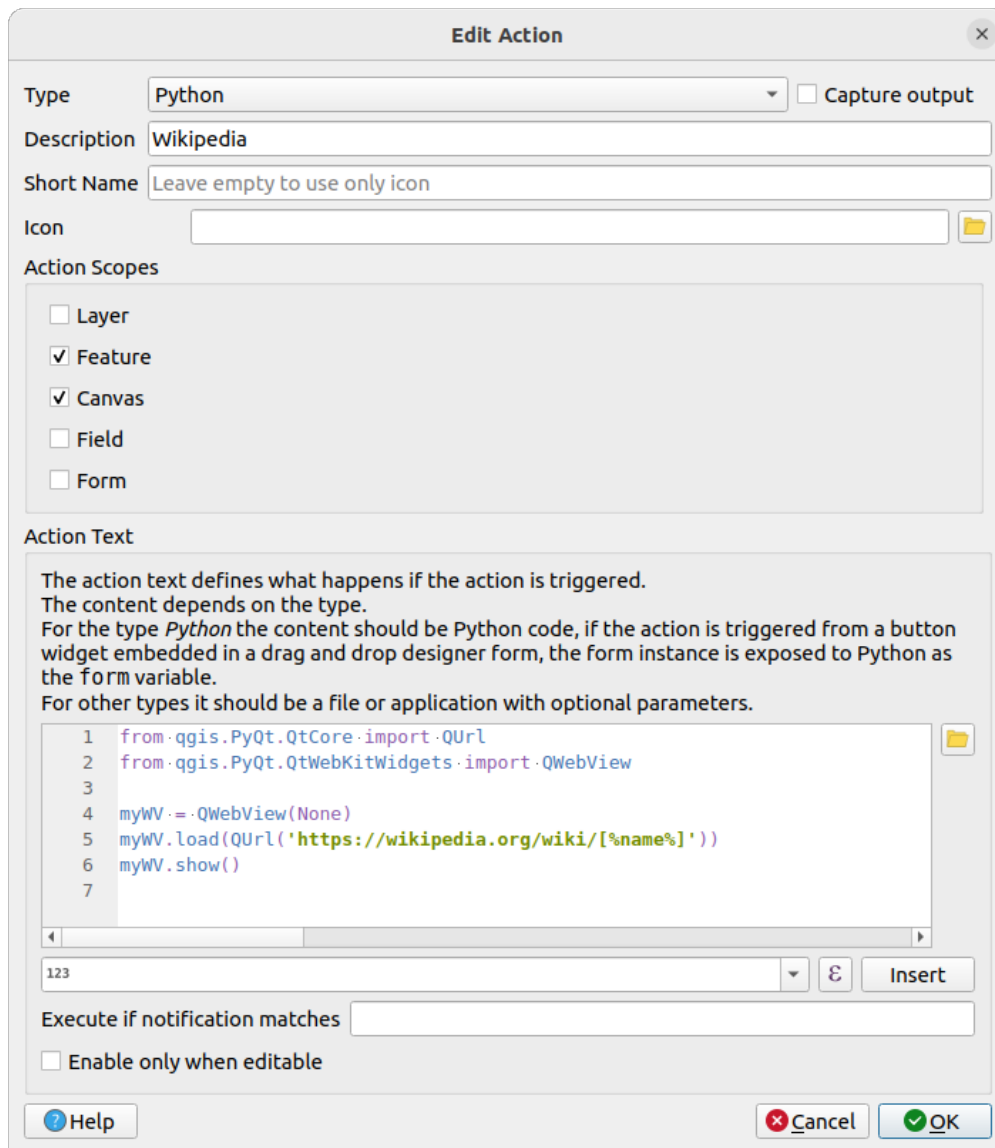 Edit Action
Type Python Capture output
Description Wikipedia
Short Name Leave empty to use only icon
Icon
Action Scopes
Layer
Feature
Canvas
Field
Form
Action Text
The action text defines what happens if the action is triggered.
The content depends on the type.
For the type Python the content should be Python code, if the action is triggered from a button
widget embedded in a drag and drop designer form, the form instance is exposed to Python as
the form variable.
For other types it should be a file or application with optional parameters.
1 from·qgis.PyQt.QtCore·import·QUrl
2 from·qgis.PyQt.QtWebKitWidgets·import·QWebView
3
4 myWV·=·QWebView(None)
5 myWV.load(QUrl('https://wikipedia.org/wiki/[%name%]'))
6 myWV.show()
7
123 ε Insert
Execute if notification matches
Enable only when editable
? Help Cancel OK